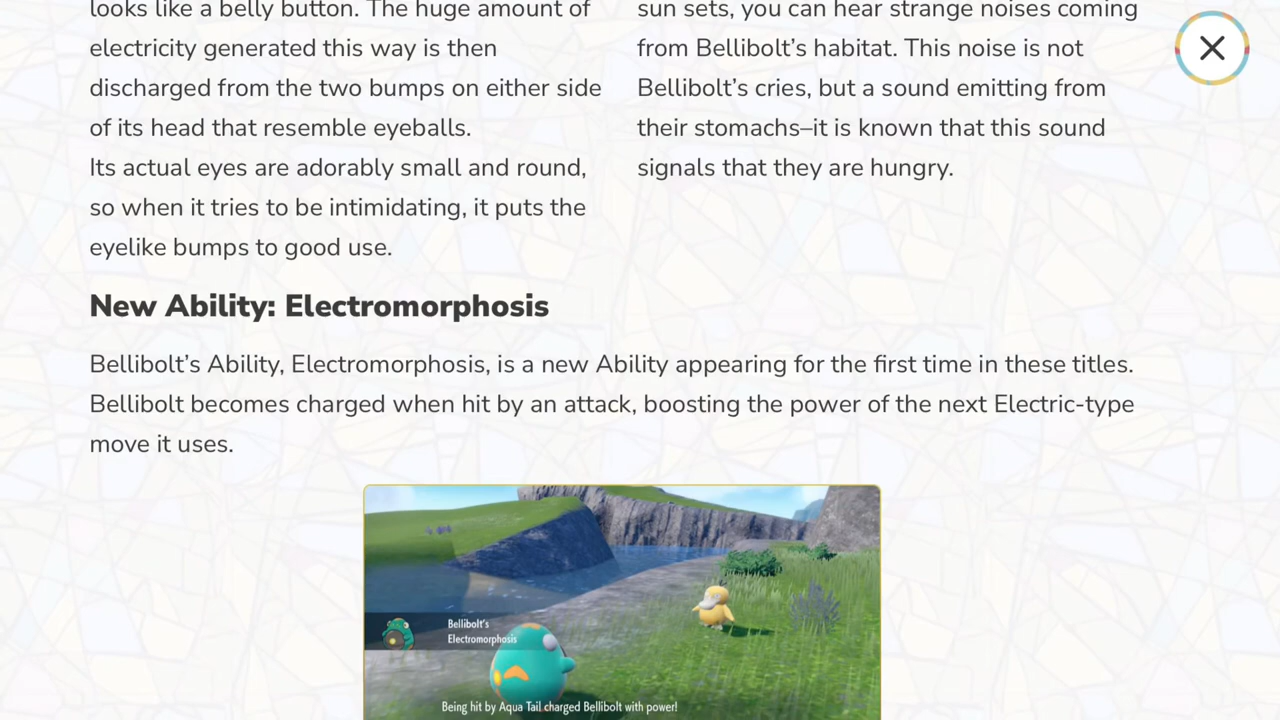 looks like a belly button. The huge amount of
electricity generated this way is then
discharged from the two bumps on either side
of its head that resemble eyeballs.
Its actual eyes are adorably small and round,
so when it tries to be intimidating, it puts the
eyelike bumps to good use.
sun sets, you can hear strange noises coming
from Bellibolt’s habitat. This noise is not
Bellibolt’s cries, but a sound emitting from
their stomachs–it is known that this sound
signals that they are hungry.
New Ability: Electromorphosis
Bellibolt’s Ability, Electromorphosis, is a new Ability appearing for the first time in these titles.
Bellibolt becomes charged when hit by an attack, boosting the power of the next Electric-type
move it uses.
Bellibolt’s
Electromorphosis
Being hit by Aqua Tail charged Bellibolt with power!